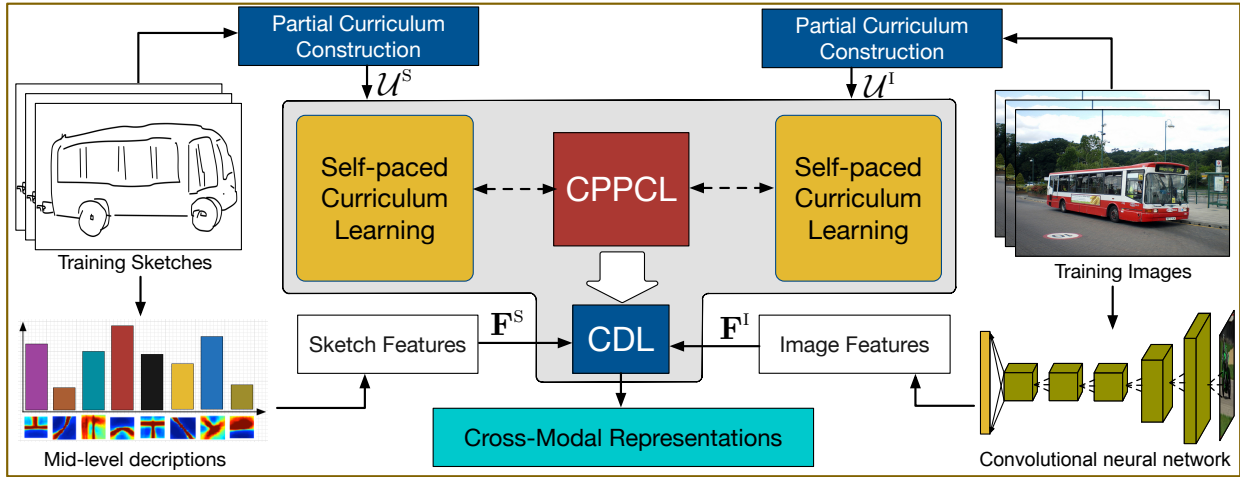 Partial Curriculum
Construction
Partial Curriculum
Construction
𝒰^S
𝒰^I
Self-paced
Curriculum
Learning
CPPCL
Self-paced
Curriculum
Learning
Training Sketches
Training Images
Sketch Features
F^S
CDL
F^I
Image Features
Cross-Modal Representations
Mid-level decriptions
Convolutional neural network